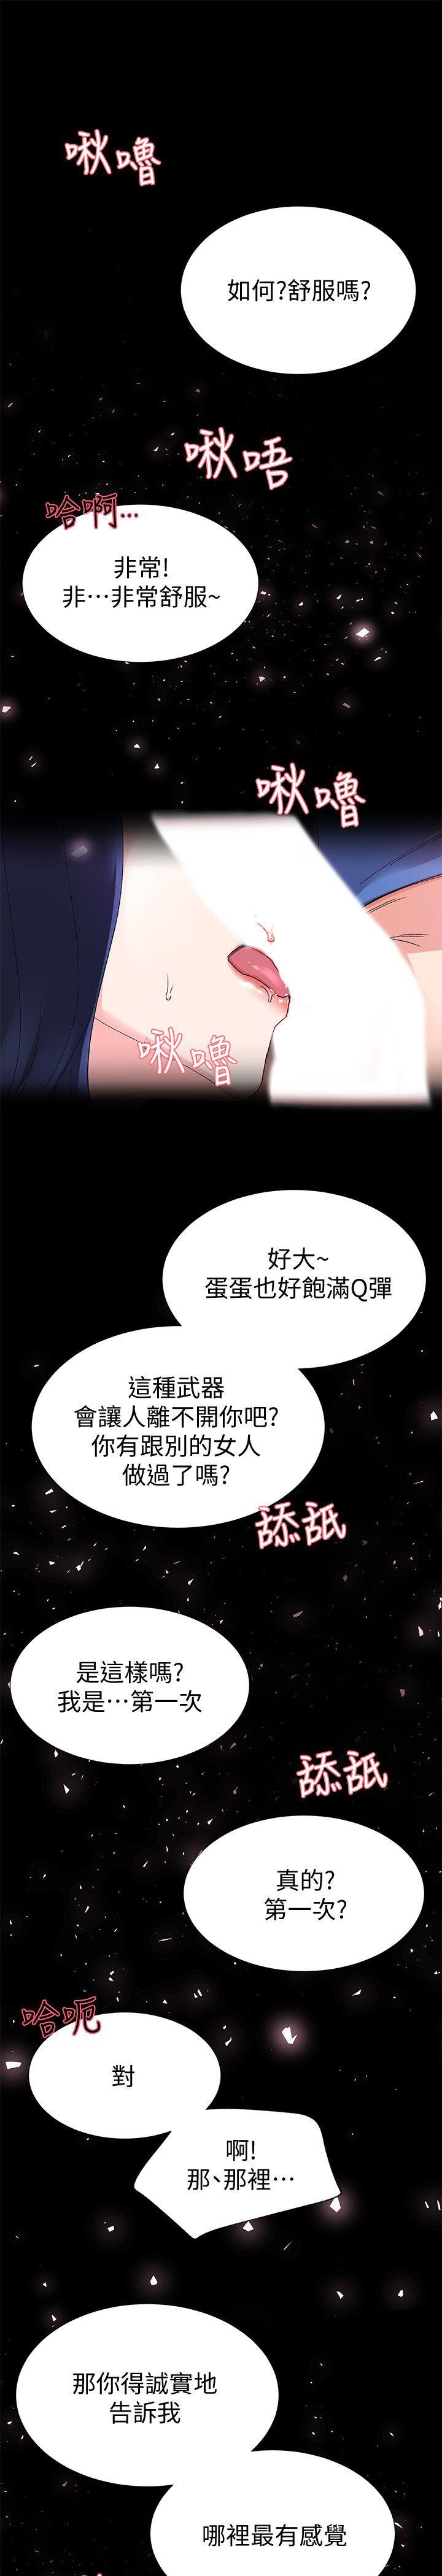 啾嚕
如何?舒服嗎?
啾唔
哈啊…
非常!
非…非常舒服~
啾嚕
啾嚕
好大~
蛋蛋也好飽滿Q彈
這種武器
會讓人離不開你吧?
你有跟別的女人
做過了嗎?
舔舐
是這樣嗎?
我是…第一次
舔舐
真的?
第一次?
哈呃
對
啊!
那、那裡…
那你得誠實地
告訴我
哪裡最有感覺